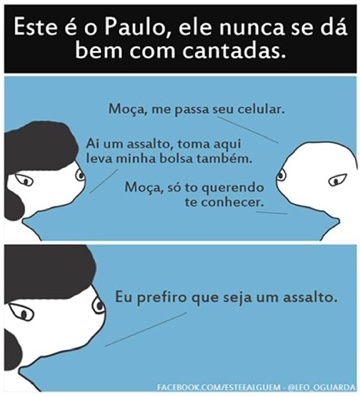 Este é o Paulo, ele nunca se dá
bem com cantadas.
Moça, me passa seu celular.
Ai um assalto, toma aqui
leva minha bolsa também.
Moça, só to querendo
te conhecer.
Eu prefiro que seja um assalto.
FACEBOOK.COM/ESTEEALGUEM - @LEO_OGUARDA